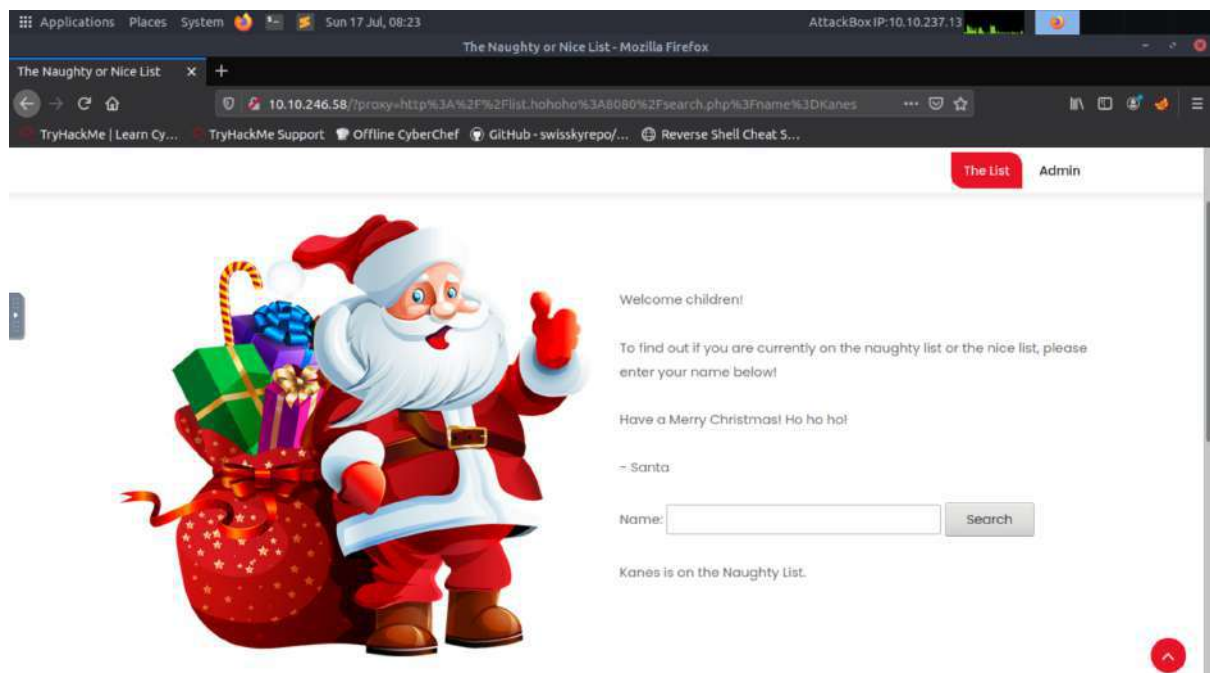 Applications Places System Sun 17 Jul, 08:23 AttackBox IP:10.10.237.13
The Naughty or Nice List - Mozilla Firefox
The Naughty or Nice List
10.10.246.58/?proxy=http%3A%2F%2Flist.hohoho%3A8080%2Fsearch.php%3Fname%3DKanes
TryHackMe | Learn Cy... TryHackMe Support Offline CyberChef GitHub - swisskyrepo/... Reverse Shell Cheat S...
The List Admin
Welcome children!
To find out if you are currently on the naughty list or the nice list, please
enter your name below!
Have a Merry Christmas! Ho ho ho!
- Santa
Name: Search
Kanes is on the Naughty List.